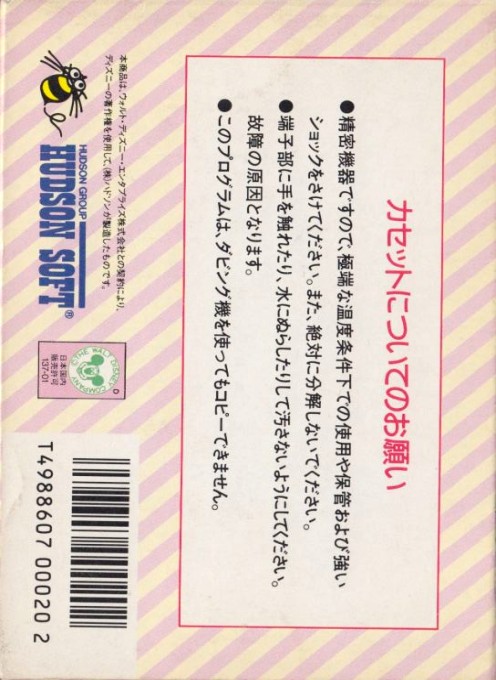 カセットについてのお願い
●精密機器ですので、極端な温度条件下での使用や保管および強い
ショックをさけてください。また、絶対に分解しないでください。
●端子部に手を触れたり、水にぬらしたりして汚さないようにしてください。
故障の原因となります。
●このプログラムは、ダビング機を使ってもコピーできません。
本商品は、ウォルト・ディズニー・エンタプライズ株式会社との契約により、
ディズニーの著作権を使用して、(株)ハドソンが製造したものです。
HUDSON GROUP
HUDSON SOFT®
©THE WALT DISNEY COMPANY
日本国内
販売許可
137-01
T4988607 00020 2